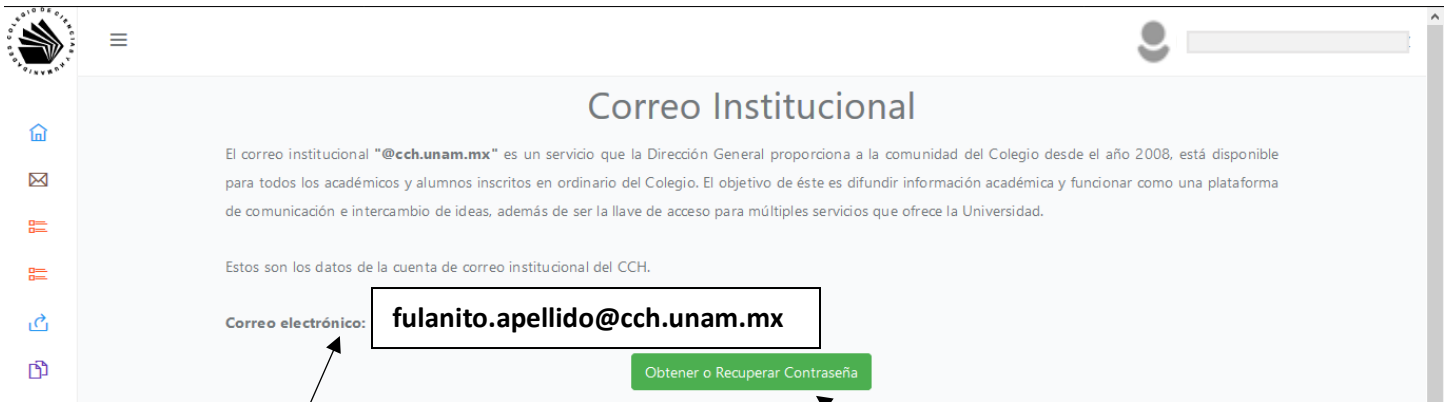 COLEGIO DE CIENCIAS Y HUMANIDADES
Correo Institucional
El correo institucional "@cch.unam.mx" es un servicio que la Dirección General proporciona a la comunidad del Colegio desde el año 2008, está disponible
para todos los académicos y alumnos inscritos en ordinario del Colegio. El objetivo de éste es difundir información académica y funcionar como una plataforma
de comunicación e intercambio de ideas, además de ser la llave de acceso para múltiples servicios que ofrece la Universidad.
Estos son los datos de la cuenta de correo institucional del CCH.
Correo electrónico: fulanito.apellido@cch.unam.mx
Obtener o Recuperar Contraseña